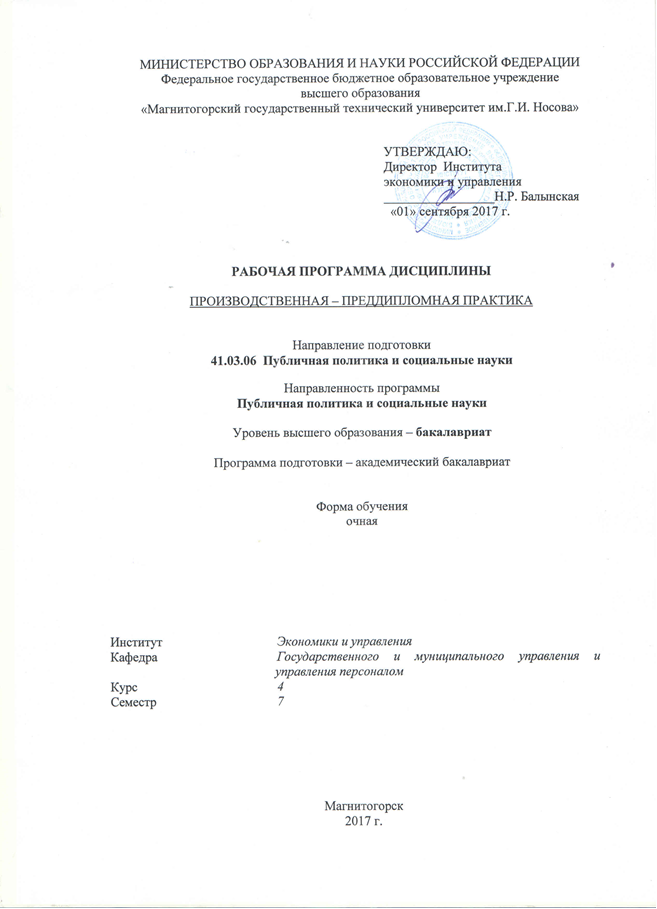 МИНИСТЕРСТВО ОБРАЗОВАНИЯ И НАУКИ РОССИЙСКОЙ ФЕДЕРАЦИИ
Федеральное государственное бюджетное образовательное учреждение
высшего образования
«Магнитогорский государственный технический университет им.Г.И. Носова»
УТВЕРЖДАЮ:
Директор Института
экономики и управления
Н.Р. Балынская
«01» сентября 2017 г.
РАБОЧАЯ ПРОГРАММА ДИСЦИПЛИНЫ
ПРОИЗВОДСТВЕННАЯ – ПРЕДДИПЛОМНАЯ ПРАКТИКА
Направление подготовки
41.03.06 Публичная политика и социальные науки
Направленность программы
Публичная политика и социальные науки
Уровень высшего образования – бакалавриат
Программа подготовки – академический бакалавриат
Форма обучения
очная
Институт Экономики и управления
Кафедра Государственного и муниципального управления и
управления персоналом
Курс 4
Семестр 7
Магнитогорск
2017 г.